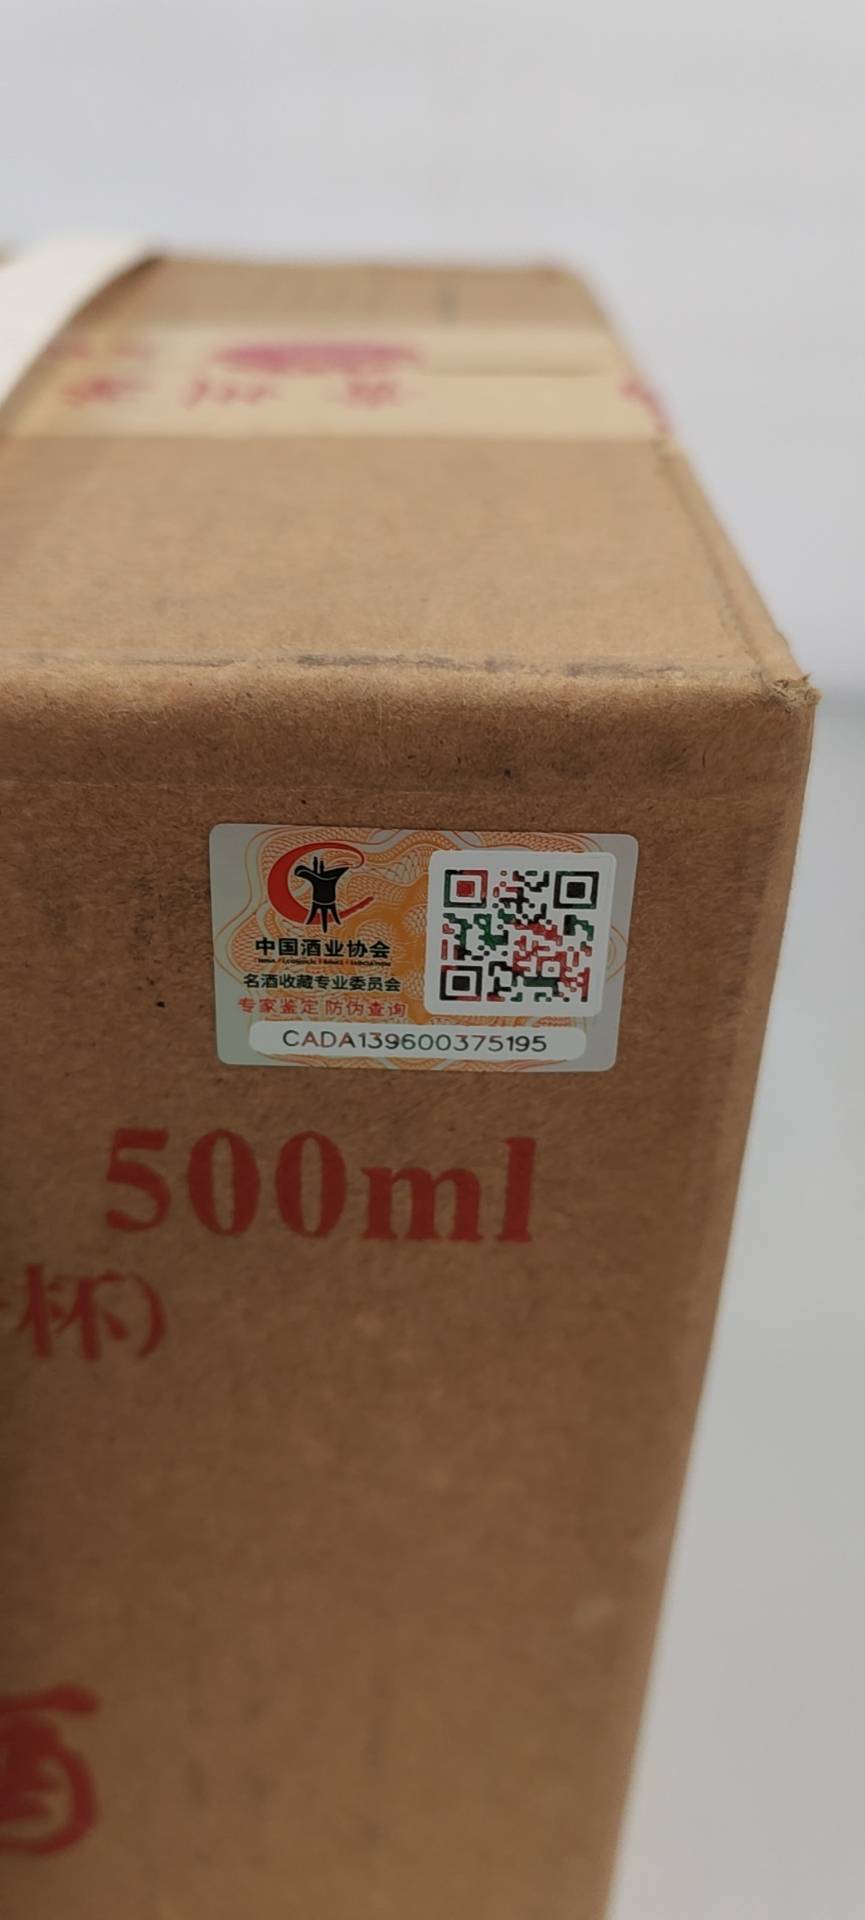 中国酒业协会
名酒收藏专业委员会
专家鉴定 防伪查询
CADA139600375195
500ml
杯)
酒